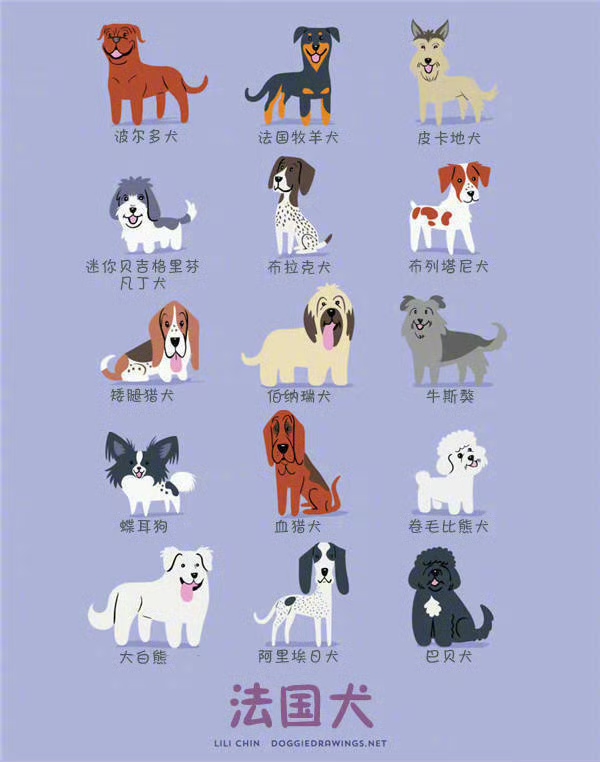 波尔多犬
法国牧羊犬
皮卡地犬
迷你贝吉格里芬
凡丁犬
布拉克犬
布列塔尼犬
矮腿猎犬
伯纳瑞犬
牛斯獒
蝶耳狗
血猎犬
卷毛比熊犬
大白熊
阿里埃日犬
巴贝犬
法国犬
LILI CHIN DOGGIEDRAWINGS.NET